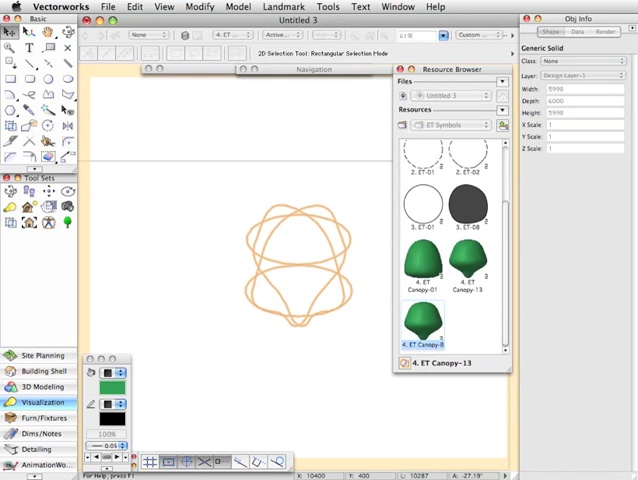 Vectorworks File Edit View Modify Model Landmark Tools Text Window Help
Basic
Untitled 3
Obj Info
None
4. ET ...
Active...
61%
Custom ...
2D Selection Tool: Rectangular Selection Mode
Navigation
Resource Browser
Files
Untitled 3
Resources
ET Symbols
2. ET-01
2. ET-02
3. ET-01
3. ET-08
4. ET
Canopy-01
4. ET
Canopy-13
4. ET Canopy-8
4. ET Canopy-13
Shape Data Render
Generic Solid
Class: None
Layer: Design Layer-1
Width: 5998
Depth: 6000
Height: 5998
X Scale: 1
Y Scale: 1
Z Scale: 1
Tool Sets
Site Planning
Building Shell
3D Modeling
Visualization
Furn/Fixtures
Dims/Notes
Detailing
AnimationWo...
100%
0.05
For Help, press F1
X: 10400 Y: 400 L: 10287 A: -27.19°